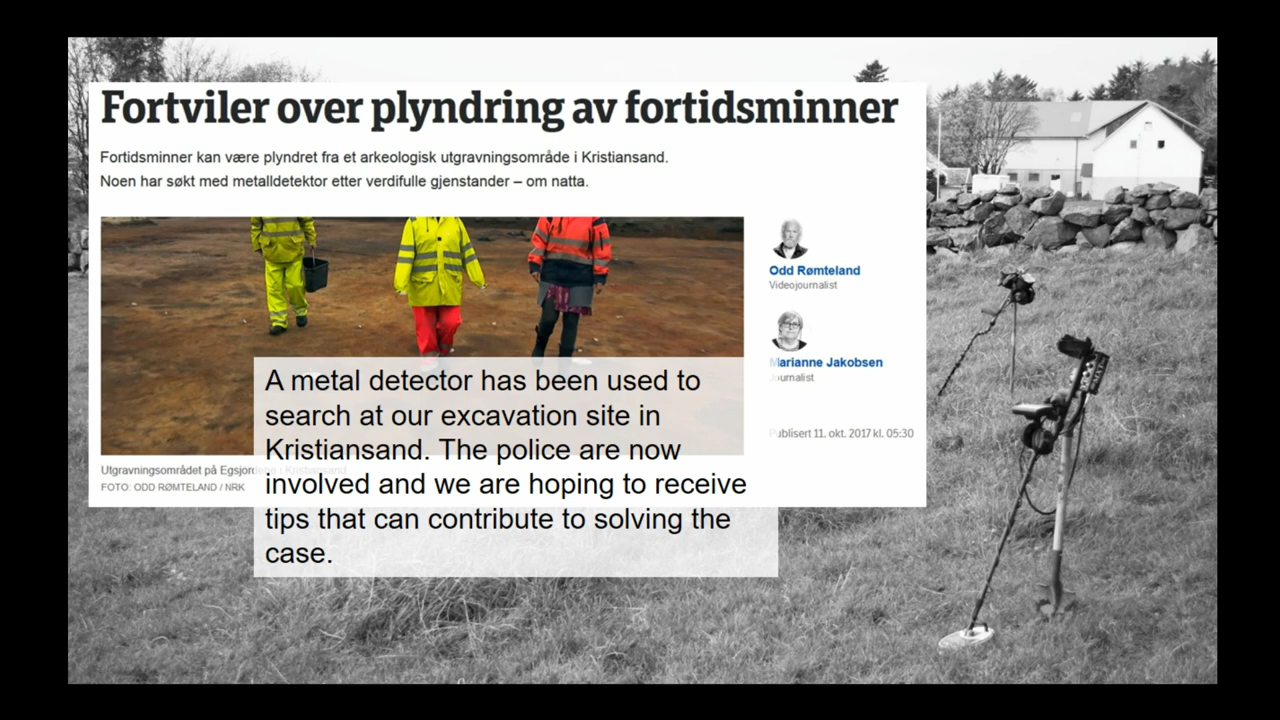 Fortviler over plyndring av fortidsminner
Fortidsminner kan være plyndret fra et arkeologisk utgravningsområde i Kristiansand.
Noen har søkt med metalldetektor etter verdifulle gjenstander – om natta.
Odd Rømteland
Videojournalist
Marianne Jakobsen
Journalist
Publisert 11. okt. 2017 kl. 05:30
Utgravningsområdet på Egsjordene i Kristiansand
FOTO: ODD RØMTELAND / NRK
A metal detector has been used to
search at our excavation site in
Kristiansand. The police are now
involved and we are hoping to receive
tips that can contribute to solving the
case.